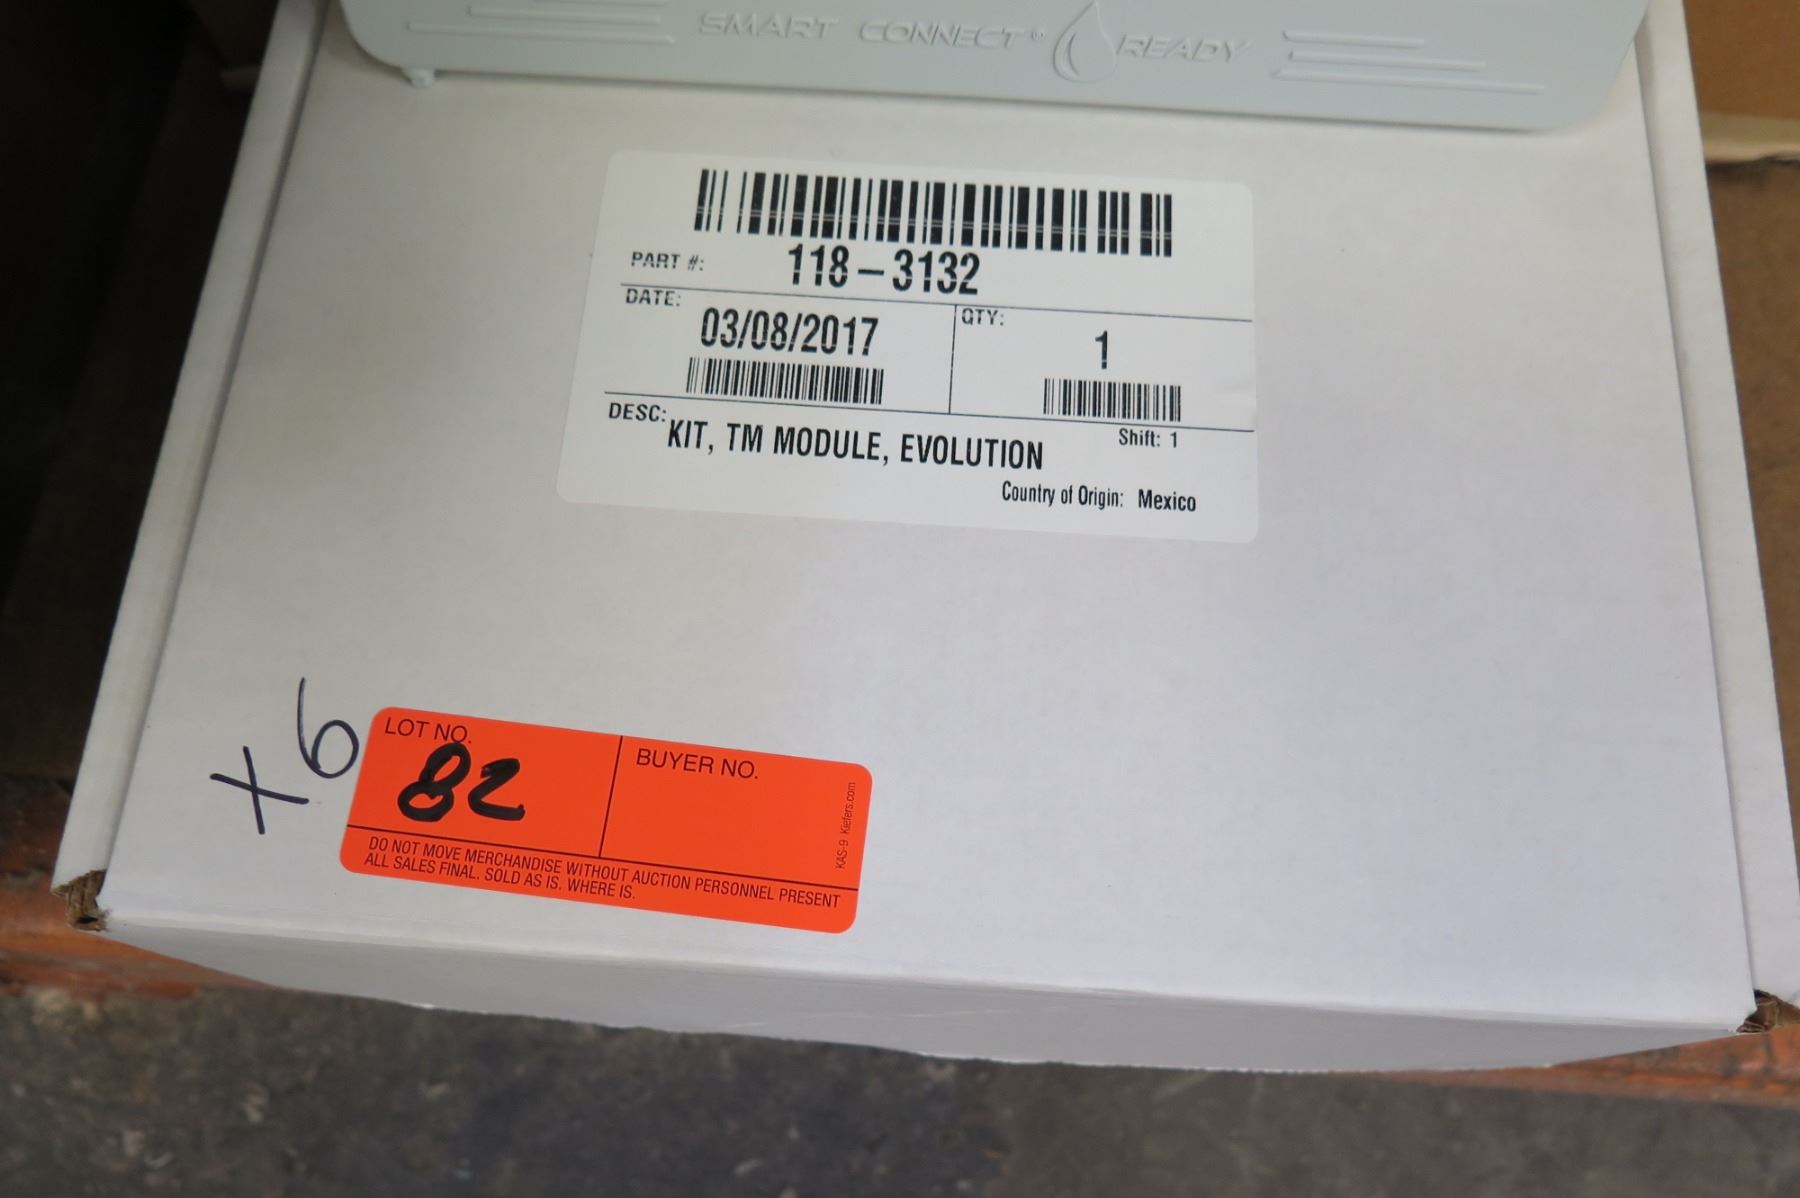 SMART CONNECT® READY
PART #: 118-3132
DATE: 03/08/2017
QTY: 1
DESC: KIT, TM MODULE, EVOLUTION
Shift: 1
Country of Origin: Mexico
X6
LOT NO. 82
BUYER NO.
KAS-9 Kiefers.com
DO NOT MOVE MERCHANDISE WITHOUT AUCTION PERSONNEL PRESENT
ALL SALES FINAL. SOLD AS IS. WHERE IS.